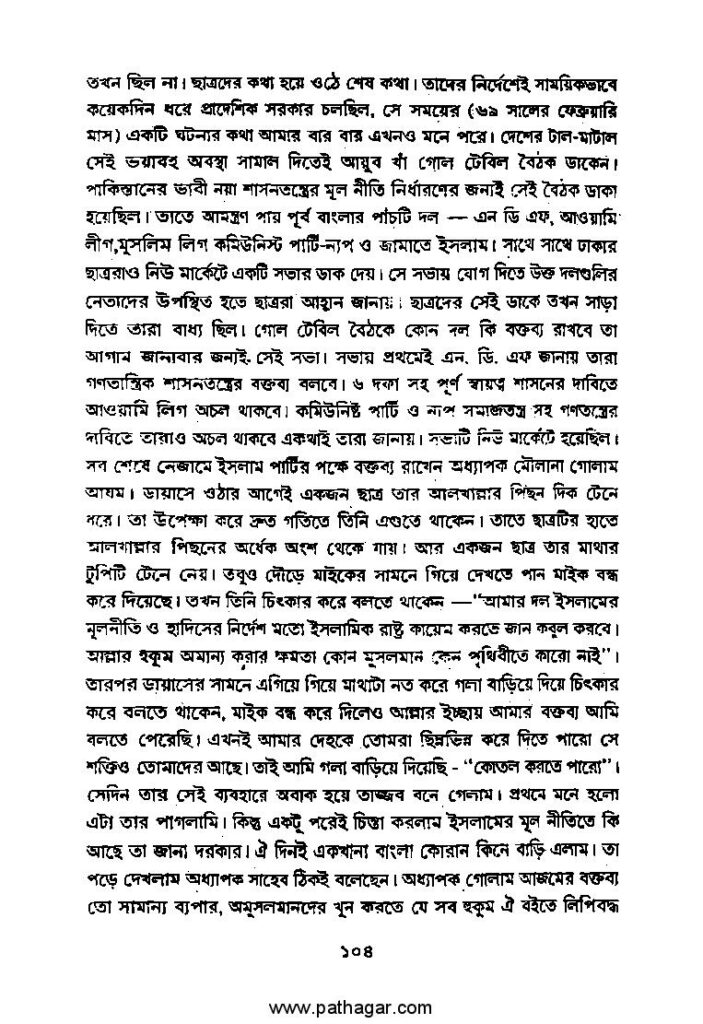 তখন ছিল না। ছাত্রদের কথা হয়ে ওঠে শেষ কথা। তাদের নির্দেশেই সাময়িকভাবে
কয়েকদিন ধরে প্রাদেশিক সরকার চলছিল, সে সময়ের (৬৯ সালের ফেব্রুয়ারি
মাস) একটি ঘটনার কথা আমার বার বার এখনও মনে পরে। দেশের টাল-মাটাল
সেই ভয়াবহ অবস্থা সামাল দিতেই আয়ুব খাঁ গোল টেবিল বৈঠক ডাকেন।
পাকিস্তানের ভাবী নয়া শাসনতন্ত্রের মূল নীতি নির্ধারণের জন্যই সেই বৈঠক ডাকা
হয়েছিল। তাতে আমন্ত্রণ পায় পূর্ব বাংলার পাঁচটি দল — এন ডি এফ, আওয়ামি
লীগ,মুসলিম লিগ কমিউনিস্ট পার্টি-ন্যপ ও জামাতে ইসলাম। সাথে সাথে ঢাকার
ছাত্ররাও নিউ মার্কেটে একটি সভার ডাক দেয়। সে সভায় যোগ দিতে উক্ত দলগুলির
নেতাদের উপস্থিত হতে ছাত্ররা আহ্বান জানায়। ছাত্রদের সেই ডাকে তখন সাড়া
দিতে তারা বাধ্য ছিল। গোল টেবিল বৈঠকে কোন দল কি বক্তব্য রাখবে তা
আগাম জানাবার জন্যই সেই সভা। সভায় প্রথমেই এন. ডি. এফ জানায় তারা
গণতান্ত্রিক শাসনতন্ত্রের বক্তব্য বলবে। ৬ দফা সহ পূর্ণ স্বায়ত্ব শাসনের দাবিতে
আওয়ামি লিগ অচল থাকবে। কমিউনিষ্ট পার্টি ও ন্যপ সমাজতন্ত্র সহ গণতন্ত্রের
দাবিতে তারাও অচল থাকবে একথাই তারা জানায়। সভাটি নিউ মার্কেটে হয়েছিল।
সব শেষে নেজামে ইসলাম পার্টির পক্ষে বক্তব্য রাখেন অধ্যাপক মৌলানা গোলাম
আযম। ডায়াসে ওঠার আগেই একজন ছাত্র তার আলখাল্লার পিছন দিক টেনে
ধরে। তা উপেক্ষা করে দ্রুত গতিতে তিনি এগুতে থাকেন। তাতে ছাত্রটির হাতে
আলখাল্লার পিছনের অর্ধেক অংশ থেকে যায়। আর একজন ছাত্র তার মাথার
টুপিটি টেনে নেয়। তবুও দৌড়ে মাইকের সামনে গিয়ে দেখতে পান মাইক বন্ধ
করে দিয়েছে। তখন তিনি চিৎকার করে বলতে থাকেন —"আমার দল ইসলামের
মূলনীতি ও হাদিসের নির্দেশ মতো ইসলামিক রাষ্ট্র কায়েম করতে জান কবুল করবে।
আল্লার হুকুম অমান্য করার ক্ষমতা কোন মুসলমান কেন পৃথিবীতে কারো নাই"।
তারপর ডায়াসের সামনে এগিয়ে গিয়ে মাথাটা নত করে গলা বাড়িয়ে দিয়ে চিৎকার
করে বলতে থাকেন, মাইক বন্ধ করে দিলেও আল্লার ইচ্ছায় আমার বক্তব্য আমি
বলতে পেরেছি। এখনই আমার দেহকে তোমরা ছিন্নভিন্ন করে দিতে পারো সে
শক্তিও তোমাদের আছে। তাই আমি গলা বাড়িয়ে দিয়েছি - "কোতল করতে পারো"।
সেদিন তার সেই ব্যবহারে অবাক হয়ে তাজ্জব বনে গেলাম। প্রথমে মনে হলো
এটা তার পাগলামি। কিন্তু একটু পরেই চিন্তা করলাম ইসলামের মূল নীতিতে কি
আছে তা জানা দরকার। ঐ দিনই একখানা বাংলা কোরান কিনে বাড়ি এলাম। তা
পড়ে দেখলাম অধ্যাপক সাহেব ঠিকই বলেছেন। অধ্যাপক গোলাম আজমের বক্তব্য
তো সামান্য ব্যপার, অমুসলমানদের খুন করতে যে সব হুকুম ঐ বইতে লিপিবদ্ধ
১০৪
www.pathagar.com